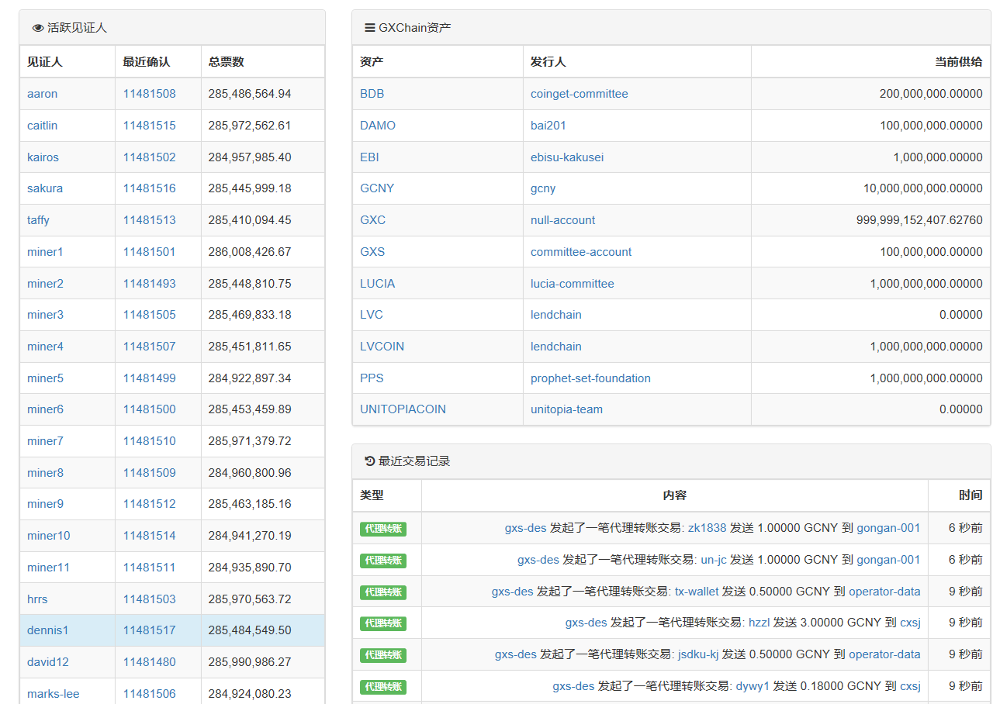 活跃见证人
见证人 最近确认 总票数
aaron 11481508 285,486,564.94
caitlin 11481515 285,972,562.61
kairos 11481502 284,957,985.40
sakura 11481516 285,445,999.18
taffy 11481513 285,410,094.45
miner1 11481501 286,008,426.67
miner2 11481493 285,448,810.75
miner3 11481505 285,469,833.18
miner4 11481507 285,451,811.65
miner5 11481499 284,922,897.34
miner6 11481500 285,453,459.89
miner7 11481510 285,971,379.72
miner8 11481509 284,960,800.96
miner9 11481512 285,463,185.16
miner10 11481514 284,941,270.19
miner11 11481511 284,935,890.70
hrrs 11481503 285,970,563.72
dennis1 11481517 285,484,549.50
david12 11481480 285,990,986.27
marks-lee 11481506 284,924,080.23
GXChain资产
资产 发行人 当前供给
BDB coinget-committee 200,000,000.00000
DAMO bai201 100,000,000.00000
EBI ebisu-kakusei 1,000,000.00000
GCNY gcny 10,000,000,000.00000
GXC null-account 999,999,152,407.62760
GXS committee-account 100,000,000.00000
LUCIA lucia-committee 1,000,000,000.00000
LVC lendchain 0.00000
LVCOIN lendchain 1,000,000,000.00000
PPS prophet-set-foundation 1,000,000,000.00000
UNITOPIACOIN unitopia-team 0.00000
最近交易记录
类型 内容 时间
代理转账 gxs-des 发起了一笔代理转账交易: zk1838 发送 1.00000 GCNY 到 gongan-001 6 秒前
代理转账 gxs-des 发起了一笔代理转账交易: un-jc 发送 1.00000 GCNY 到 gongan-001 6 秒前
代理转账 gxs-des 发起了一笔代理转账交易: tx-wallet 发送 0.50000 GCNY 到 operator-data 9 秒前
代理转账 gxs-des 发起了一笔代理转账交易: hzzl 发送 3.00000 GCNY 到 cxsj 9 秒前
代理转账 gxs-des 发起了一笔代理转账交易: jsdku-kj 发送 0.50000 GCNY 到 operator-data 9 秒前
代理转账 gxs-des 发起了一笔代理转账交易: dywy1 发送 0.18000 GCNY 到 cxsj 9 秒前